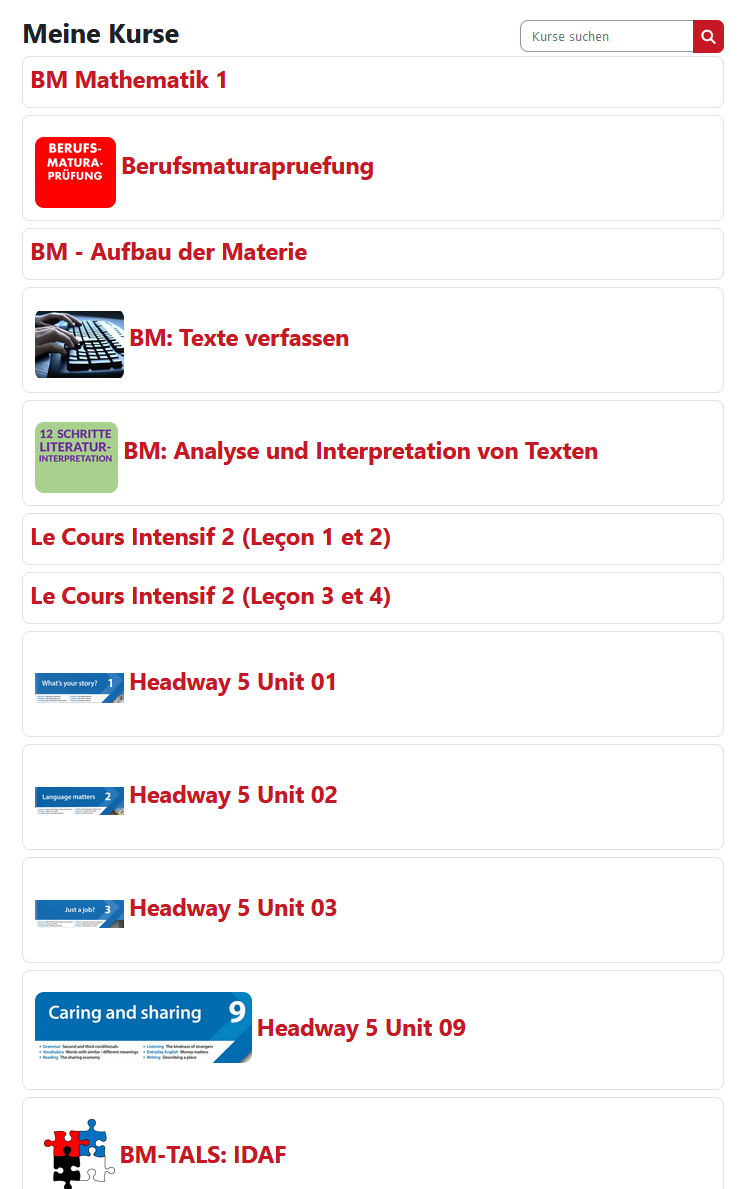 Meine Kurse
Kurse suchen
BM Mathematik 1
BERUFS-
MATURA-
PRÜFUNG
Berufsmaturapruefung
BM - Aufbau der Materie
BM: Texte verfassen
12 SCHRITTE
LITERATUR-
INTERPRETATION
BM: Analyse und Interpretation von Texten
Le Cours Intensif 2 (Leçon 1 et 2)
Le Cours Intensif 2 (Leçon 3 et 4)
What's your story? 1
Headway 5 Unit 01
Language matters 2
Headway 5 Unit 02
Just a job? 3
Headway 5 Unit 03
Caring and sharing 9
• Grammar Second and third conditionals
• Vocabulary Words with similar / different meanings
• Reading The sharing economy
• Listening The kindness of strangers
• Everyday English Money matters
• Writing Describing a place
Headway 5 Unit 09
BM-TALS: IDAF